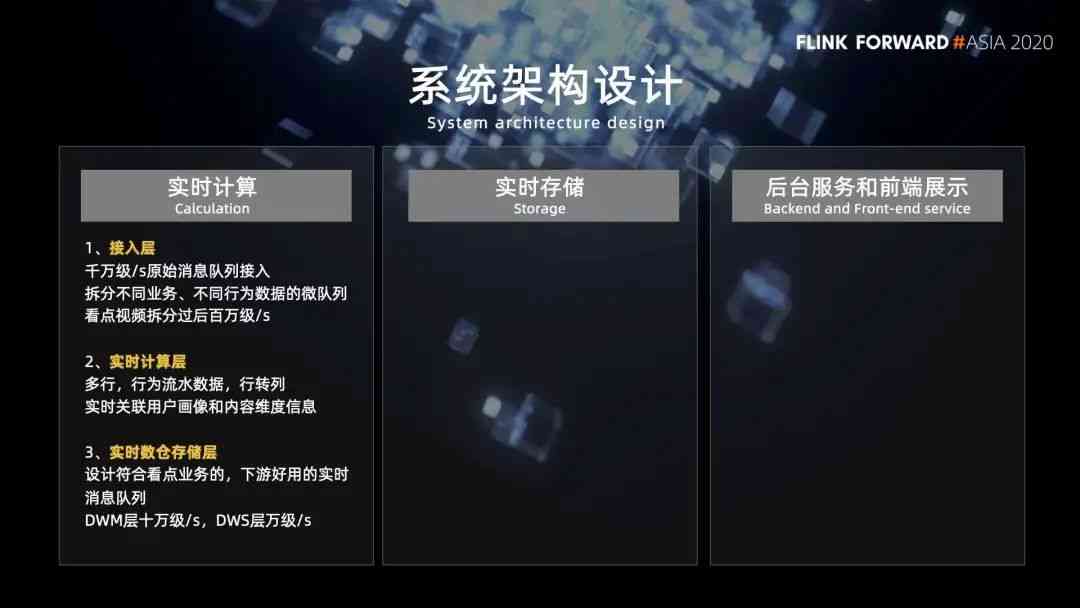 FLINK FORWARD #ASIA 2020
系统架构设计
System architecture design
实时计算
Calculation
1、接入层
千万级/s原始消息队列接入
拆分不同业务、不同行为数据的微队列
看点视频拆分过后百万级/s
2、实时计算层
多行，行为流水数据，行转列
实时关联用户画像和内容维度信息
3、实时数仓存储层
设计符合看点业务的，下游好用的实时
消息队列
DWM层十万级/s，DWS层万级/s
实时存储
Storage
后台服务和前端展示
Backend and Front-end service